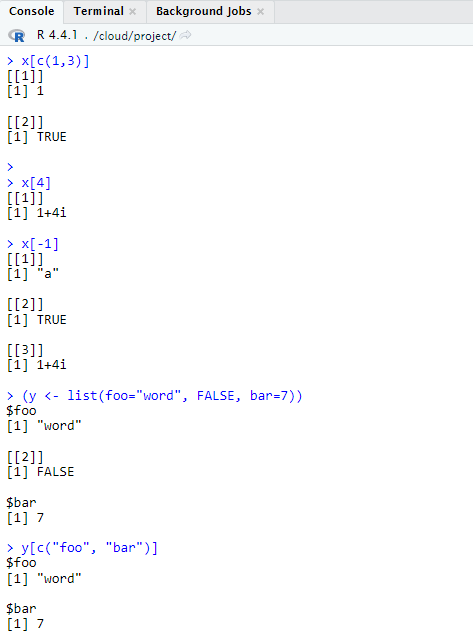 Console Terminal × Background Jobs ×
R R 4.4.1 . /cloud/project/
> x[c(1,3)]
[[1]]
[1] 1
[[2]]
[1] TRUE
>
> x[4]
[[1]]
[1] 1+4i
> x[-1]
[[1]]
[1] "a"
[[2]]
[1] TRUE
[[3]]
[1] 1+4i
> (y <- list(foo="word", FALSE, bar=7))
$foo
[1] "word"
[[2]]
[1] FALSE
$bar
[1] 7
> y[c("foo", "bar")]
$foo
[1] "word"
$bar
[1] 7